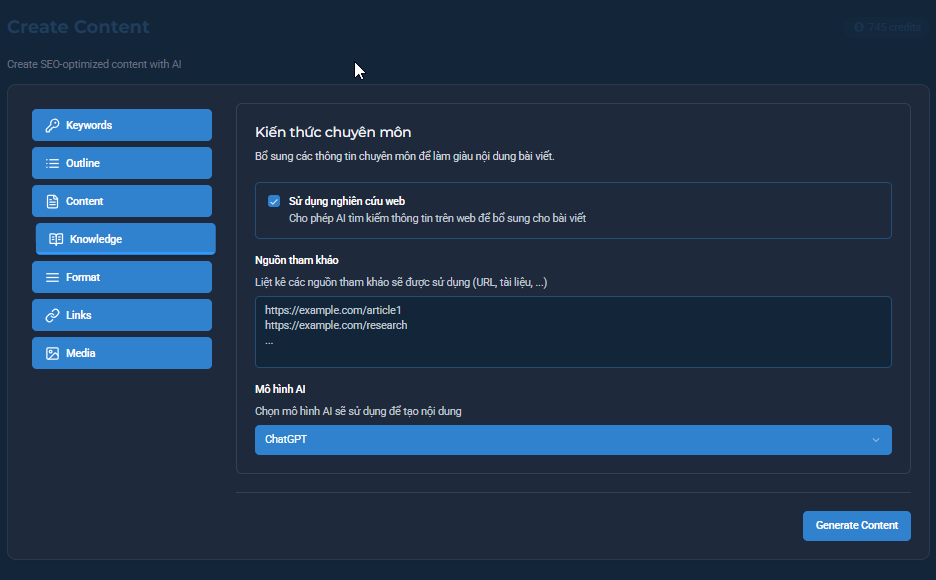 Create Content
745 credits
Create SEO-optimized content with AI
Keywords
Outline
Content
Knowledge
Format
Links
Media
Kiến thức chuyên môn
Bổ sung các thông tin chuyên môn để làm giàu nội dung bài viết.
Sử dụng nghiên cứu web
Cho phép AI tìm kiếm thông tin trên web để bổ sung cho bài viết
Nguồn tham khảo
Liệt kê các nguồn tham khảo sẽ được sử dụng (URL, tài liệu, ...)
https://example.com/article1
https://example.com/research
...
Mô hình AI
Chọn mô hình AI sẽ sử dụng để tạo nội dung
ChatGPT
Generate Content